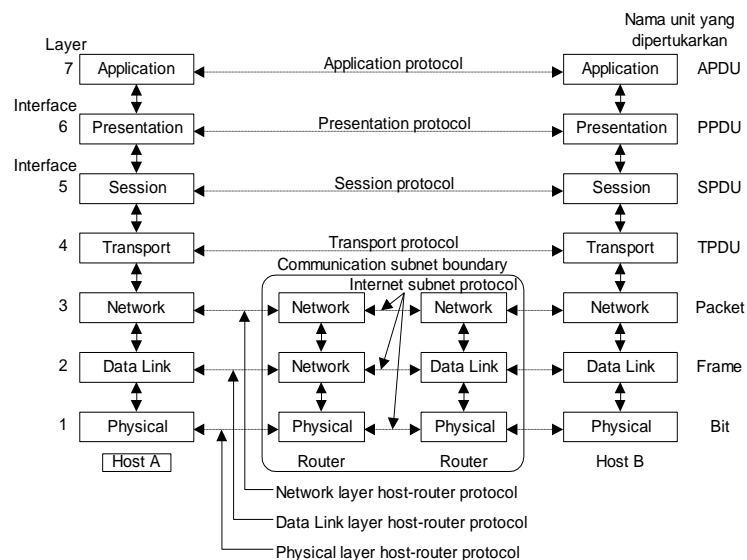 Nama unit yang
dipertukarkan
Layer
7 Application Application protocol Application APDU
Interface
6 Presentation Presentation protocol Presentation PPDU
Interface
5 Session Session protocol Session SPDU
4 Transport Transport protocol Transport TPDU
Communication subnet boundary
Internet subnet protocol
3 Network Network Network Network Packet
2 Data Link Network Data Link Data Link Frame
1 Physical Physical Physical Physical Bit
Host A Router Router Host B
Network layer host-router protocol
Data Link layer host-router protocol
Physical layer host-router protocol